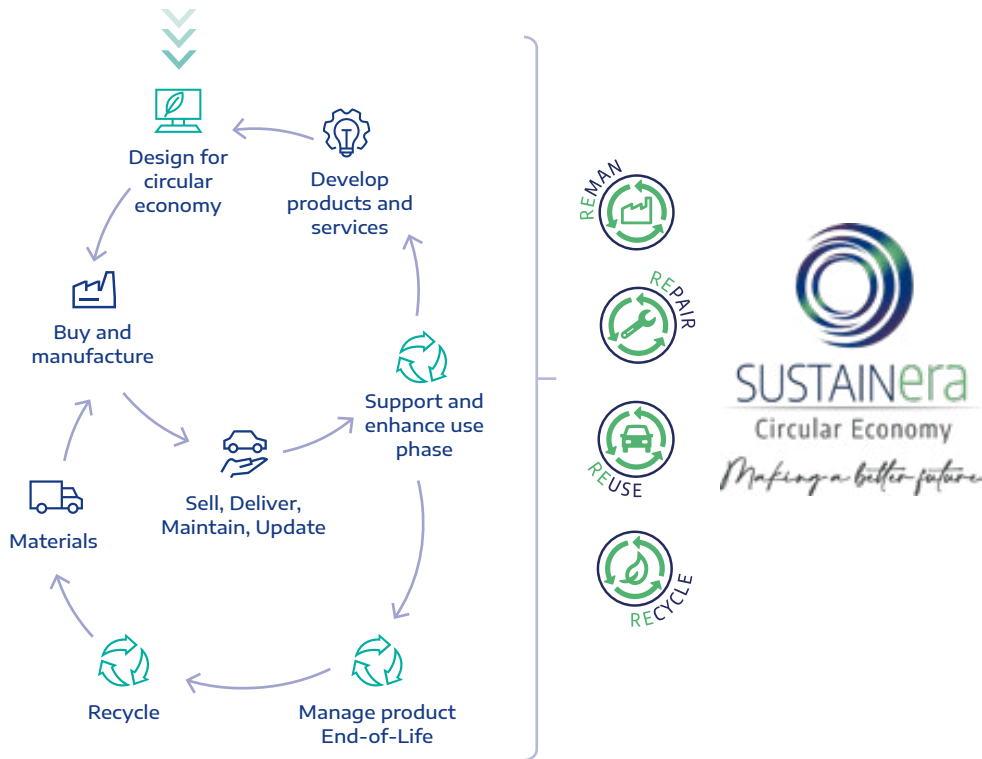 Design for
circular
economy
Develop
products and
services
Buy and
manufacture
Support and
enhance use
phase
Sell, Deliver,
Maintain, Update
Materials
Recycle
Manage product
End-of-Life
REMAN
REPAIR
REUSE
RECYCLE
SUSTAINera
Circular Economy
Making a better future